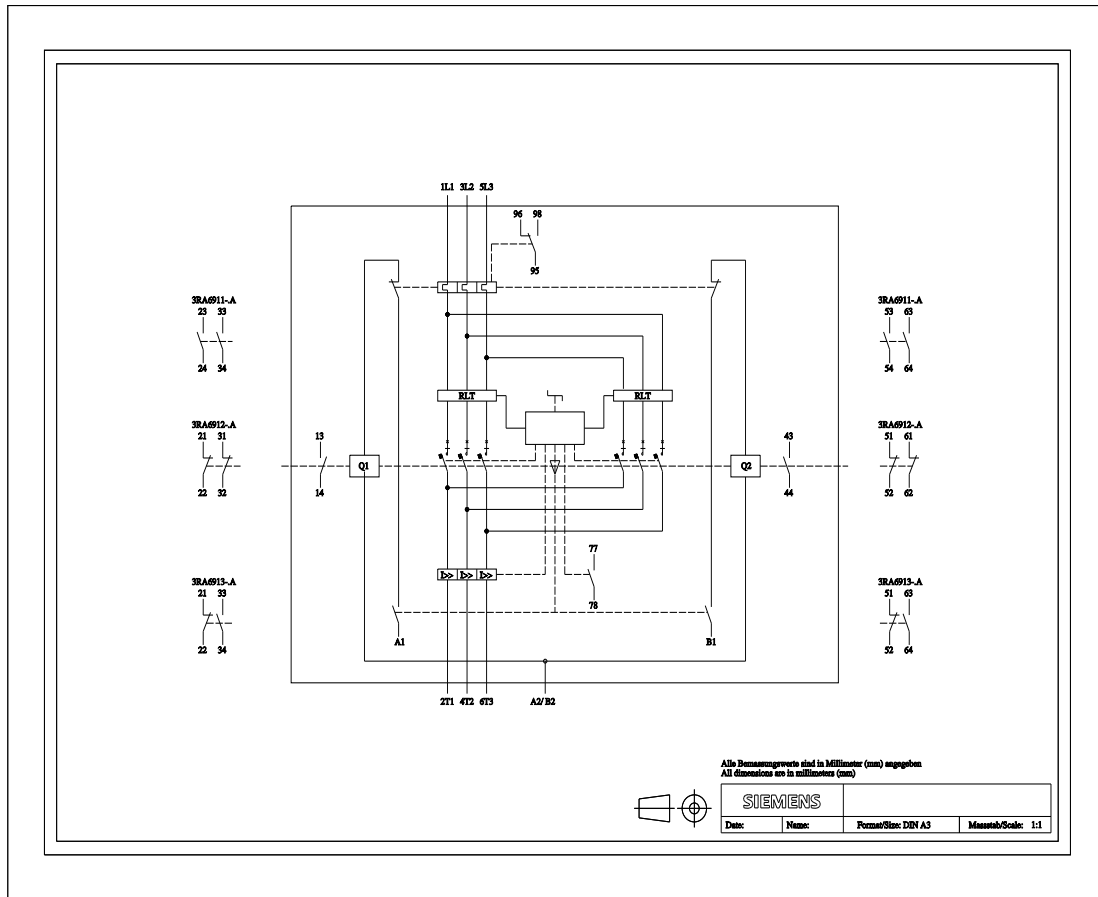 1L1 3L2 5L3
96 98
95
3RA6911-.A
23 33
24 34
3RA6911-.A
53 63
54 64
RLT
RLT
3RA6912-.A
21 31
22 32
13
14
Q1
Q2
43
44
3RA6912-.A
51 61
52 62
I>> I>> I>>
77
78
3RA6913-.A
21 33
22 34
3RA6913-.A
51 63
52 64
A1
B1
2T1 4T2 6T3
A2/ B2
Alle Bemassungswerte sind in Millimeter (mm) angegeben
All dimensions are in millimeters (mm)
SIEMENS
Date: Name: Format/Size: DIN A3 Massstab/Scale: 1:1